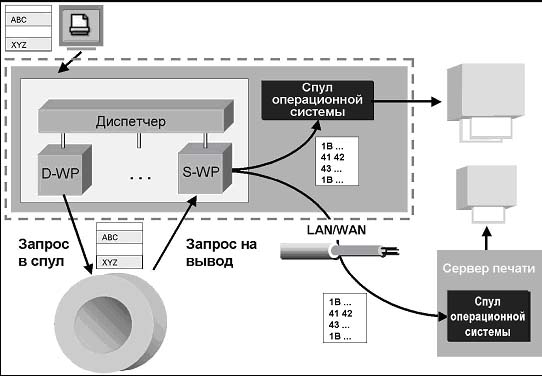 ABC
XYZ
Спул
операционной
системы
Диспетчер
1B ...
41 42
43 ...
1B ...
D-WP
...
S-WP
Запрос
в спул
ABC
XYZ
Запрос на
вывод
LAN/WAN
1B ...
41 42
43 ...
1B ...
Сервер печати
Спул
операционной
системы